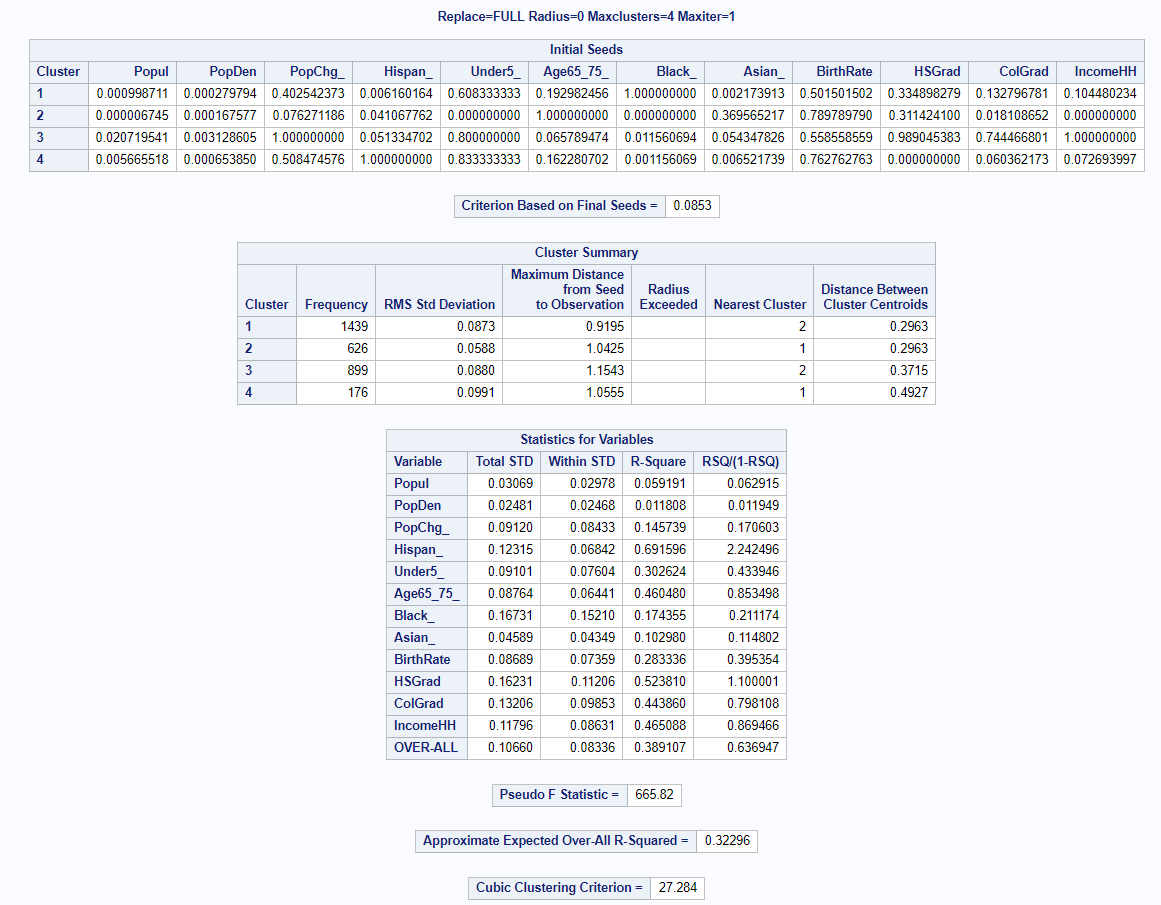 Replace=FULL Radius=0 Maxclusters=4 Maxiter=1
Initial Seeds
Cluster Popul PopDen PopChg_ Hispan_ Under5_ Age65_75_ Black_ Asian_ BirthRate HSGrad ColGrad IncomeHH
1 0.000998711 0.000279794 0.402542373 0.006160164 0.608333333 0.192982456 1.000000000 0.002173913 0.501501502 0.334898279 0.132796781 0.104480234
2 0.000006745 0.000167577 0.076271186 0.041067762 0.000000000 1.000000000 0.000000000 0.369565217 0.789789790 0.311424100 0.018108652 0.000000000
3 0.020719541 0.003128605 1.000000000 0.051334702 0.800000000 0.065789474 0.011560694 0.054347826 0.558558559 0.989045383 0.744466801 1.000000000
4 0.005665518 0.000653850 0.508474576 1.000000000 0.833333333 0.162280702 0.001156069 0.006521739 0.762762763 0.000000000 0.060362173 0.072693997
Criterion Based on Final Seeds = 0.0853
Cluster Summary
Cluster Frequency RMS Std Deviation Maximum Distance
from Seed
to Observation Radius
Exceeded Nearest Cluster Distance Between
Cluster Centroids
1 1439 0.0873 0.9195 2 0.2963
2 626 0.0588 1.0425 1 0.2963
3 899 0.0880 1.1543 2 0.3715
4 176 0.0991 1.0555 1 0.4927
Statistics for Variables
Variable Total STD Within STD R-Square RSQ/(1-RSQ)
Popul 0.03069 0.02978 0.059191 0.062915
PopDen 0.02481 0.02468 0.011808 0.011949
PopChg_ 0.09120 0.08433 0.145739 0.170603
Hispan_ 0.12315 0.06842 0.691596 2.242496
Under5_ 0.09101 0.07604 0.302624 0.433946
Age65_75_ 0.08764 0.06441 0.460480 0.853498
Black_ 0.16731 0.15210 0.174355 0.211174
Asian_ 0.04589 0.04349 0.102980 0.114802
BirthRate 0.08689 0.07359 0.283336 0.395354
HSGrad 0.16231 0.11206 0.523810 1.100001
ColGrad 0.13206 0.09853 0.443860 0.798108
IncomeHH 0.11796 0.08631 0.465088 0.869466
OVER-ALL 0.10660 0.08336 0.389107 0.636947
Pseudo F Statistic = 665.82
Approximate Expected Over-All R-Squared = 0.32296
Cubic Clustering Criterion = 27.284